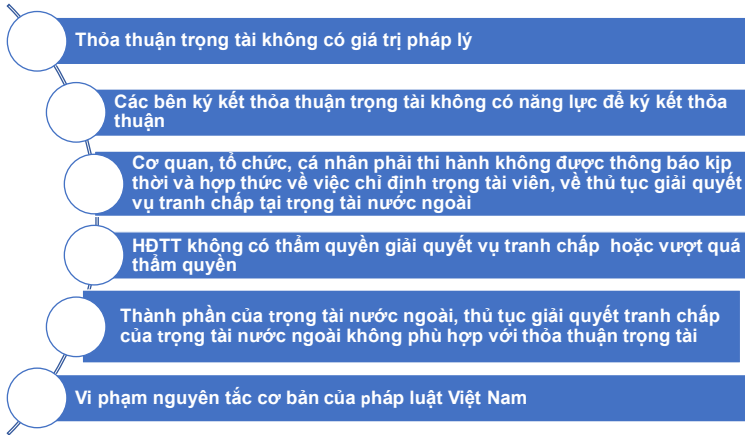 Thỏa thuận trọng tài không có giá trị pháp lý
Các bên ký kết thỏa thuận trọng tài không có năng lực để ký kết thỏa
thuận
Cơ quan, tổ chức, cá nhân phải thi hành không được thông báo kịp
thời và hợp thức về việc chỉ định trọng tài viên, về thủ tục giải quyết
vụ tranh chấp tại trọng tài nước ngoài
HĐTT không có thẩm quyền giải quyết vụ tranh chấp hoặc vượt quá
thẩm quyền
Thành phần của trọng tài nước ngoài, thủ tục giải quyết tranh chấp
của trọng tài nước ngoài không phù hợp với thỏa thuận trọng tài
Vi phạm nguyên tắc cơ bản của pháp luật Việt Nam